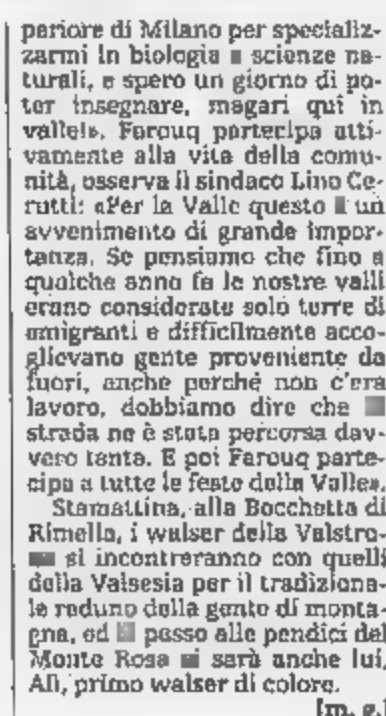 periore di Milano per specializ-
zarmi in biologia scienze na-
turali, e spero un giorno di po-
ter insegnare, magari qui in
valle!». Farouq partecipa atti-
vamente alla vita della comu-
nità, osserva il sindaco Lino Ce-
rutti: «Per la Valle questo un
avvenimento di grande impor-
tanza. Se pensiamo che fino a
qualche anno fa le nostre valli
erano considerate solo terre di
emigranti e difficilmente acco-
glievano gente proveniente da
fuori, anche perché non c'era
lavoro, dobbiamo dire che
strada ne è stata percorsa dav-
vero tanta. E poi Farouq parte-
cipa a tutte le feste della Valle».
Stamattina, alla Bocchetta di
Rimella, i walser della Valstro-
si incontreranno con quelli
della Valsesia per il tradiziona-
le raduno della gente di monta-
gna, ed passo alle pendici del
Monte Rosa sarà anche lui,
Alì, primo walser di colore.
[m. g.]